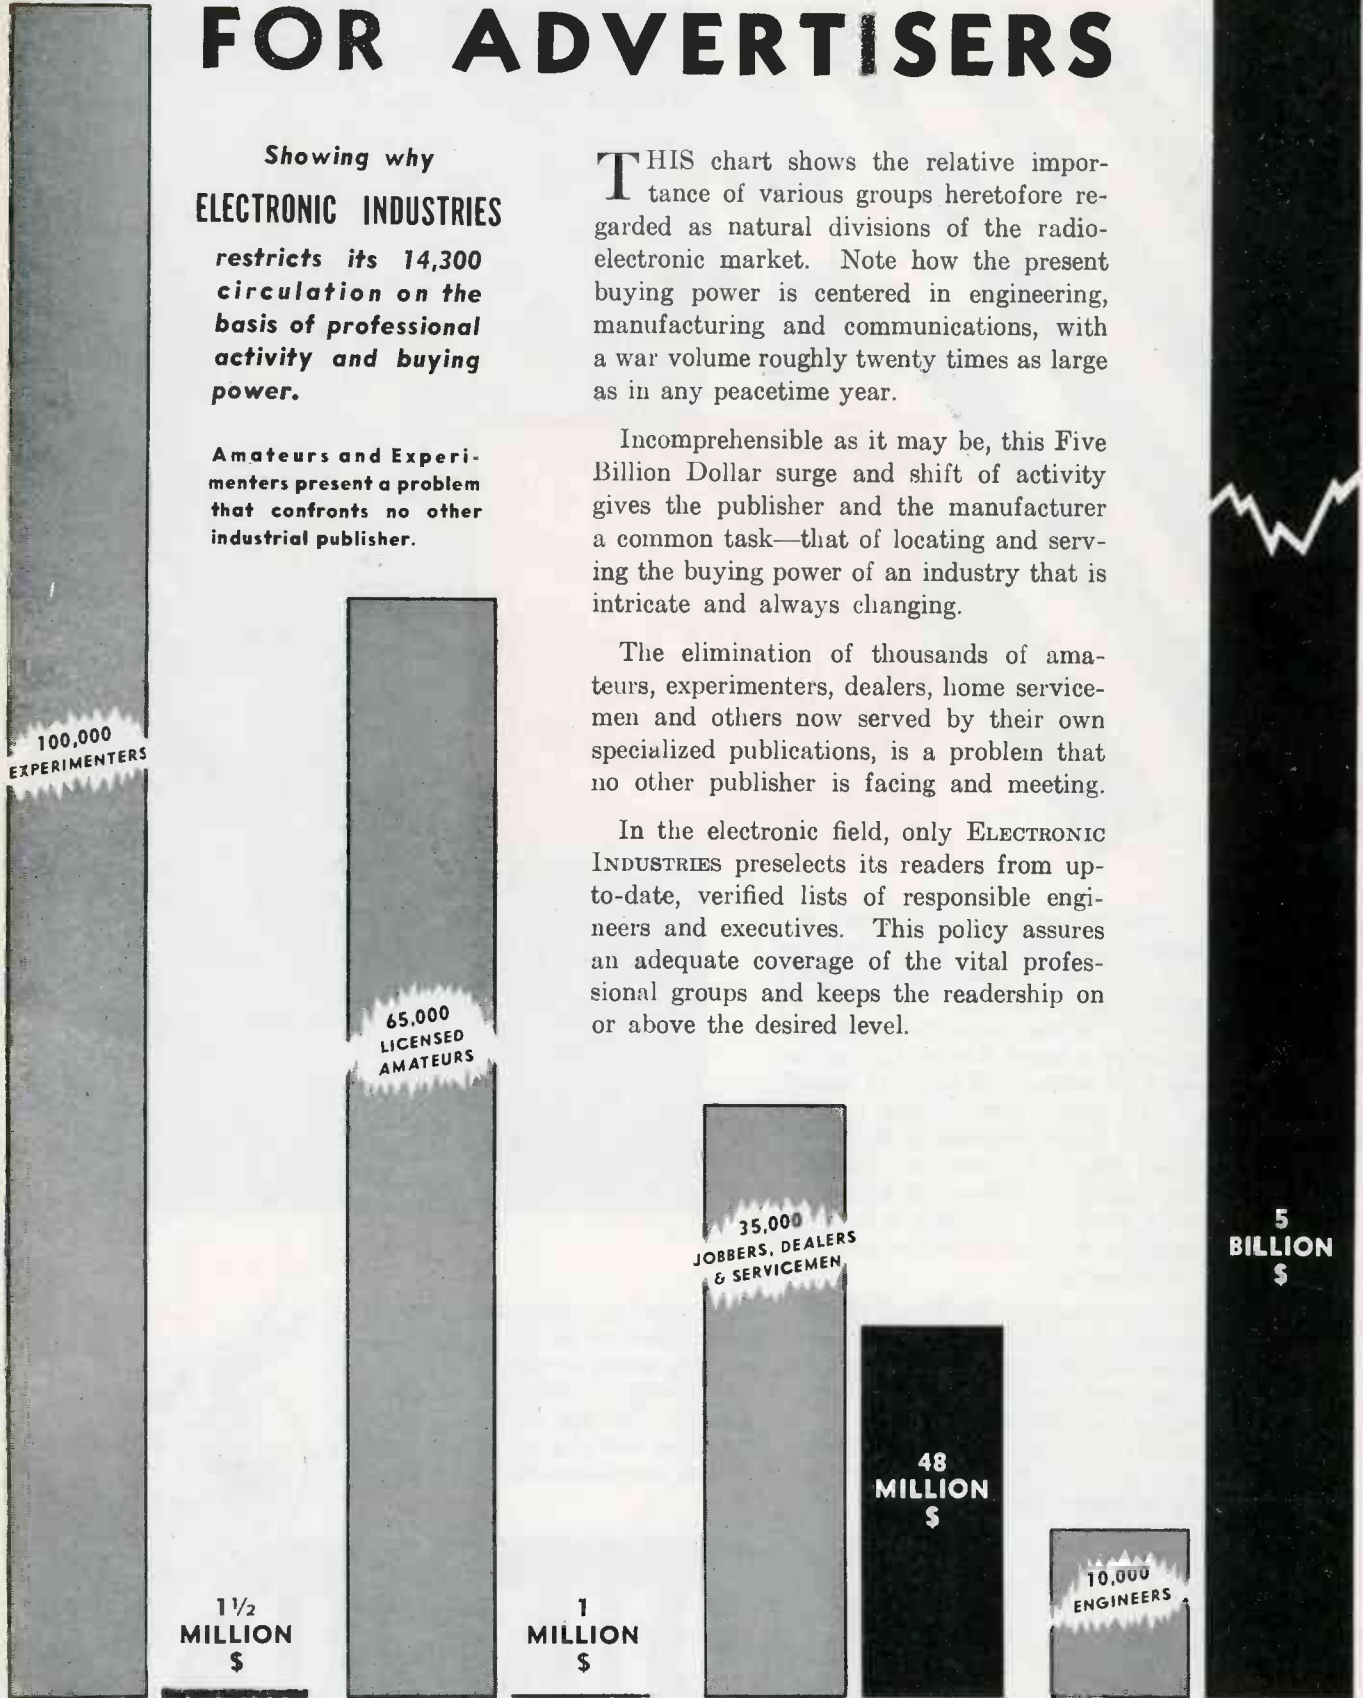 FOR ADVERTISERS
Showing why
ELECTRONIC INDUSTRIES
restricts its 14,300
circulation on the
basis of professional
activity and buying
power.
Amateurs and Experi-
menters present a problem
that confronts no other
industrial publisher.
THIS chart shows the relative impor-
tance of various groups heretofore re-
garded as natural divisions of the radio-
electronic market. Note how the present
buying power is centered in engineering,
manufacturing and communications, with
a war volume roughly twenty times as large
as in any peacetime year.
Incomprehensible as it may be, this Five
Billion Dollar surge and shift of activity
gives the publisher and the manufacturer
a common task—that of locating and serv-
ing the buying power of an industry that is
intricate and always changing.
The elimination of thousands of ama-
teurs, experimenters, dealers, home service-
men and others now served by their own
specialized publications, is a problem that
no other publisher is facing and meeting.
In the electronic field, only ELECTRONIC
INDUSTRIES preselects its readers from up-
to-date, verified lists of responsible engi-
neers and executives. This policy assures
an adequate coverage of the vital profes-
sional groups and keeps the readership on
or above the desired level.
100,000
EXPERIMENTERS
1 1/2
MILLION
$
65,000
LICENSED
AMATEURS
1
MILLION
$
35,000
JOBBERS, DEALERS
& SERVICEMEN
48
MILLION
$
10,000
ENGINEERS
5
BILLION
$